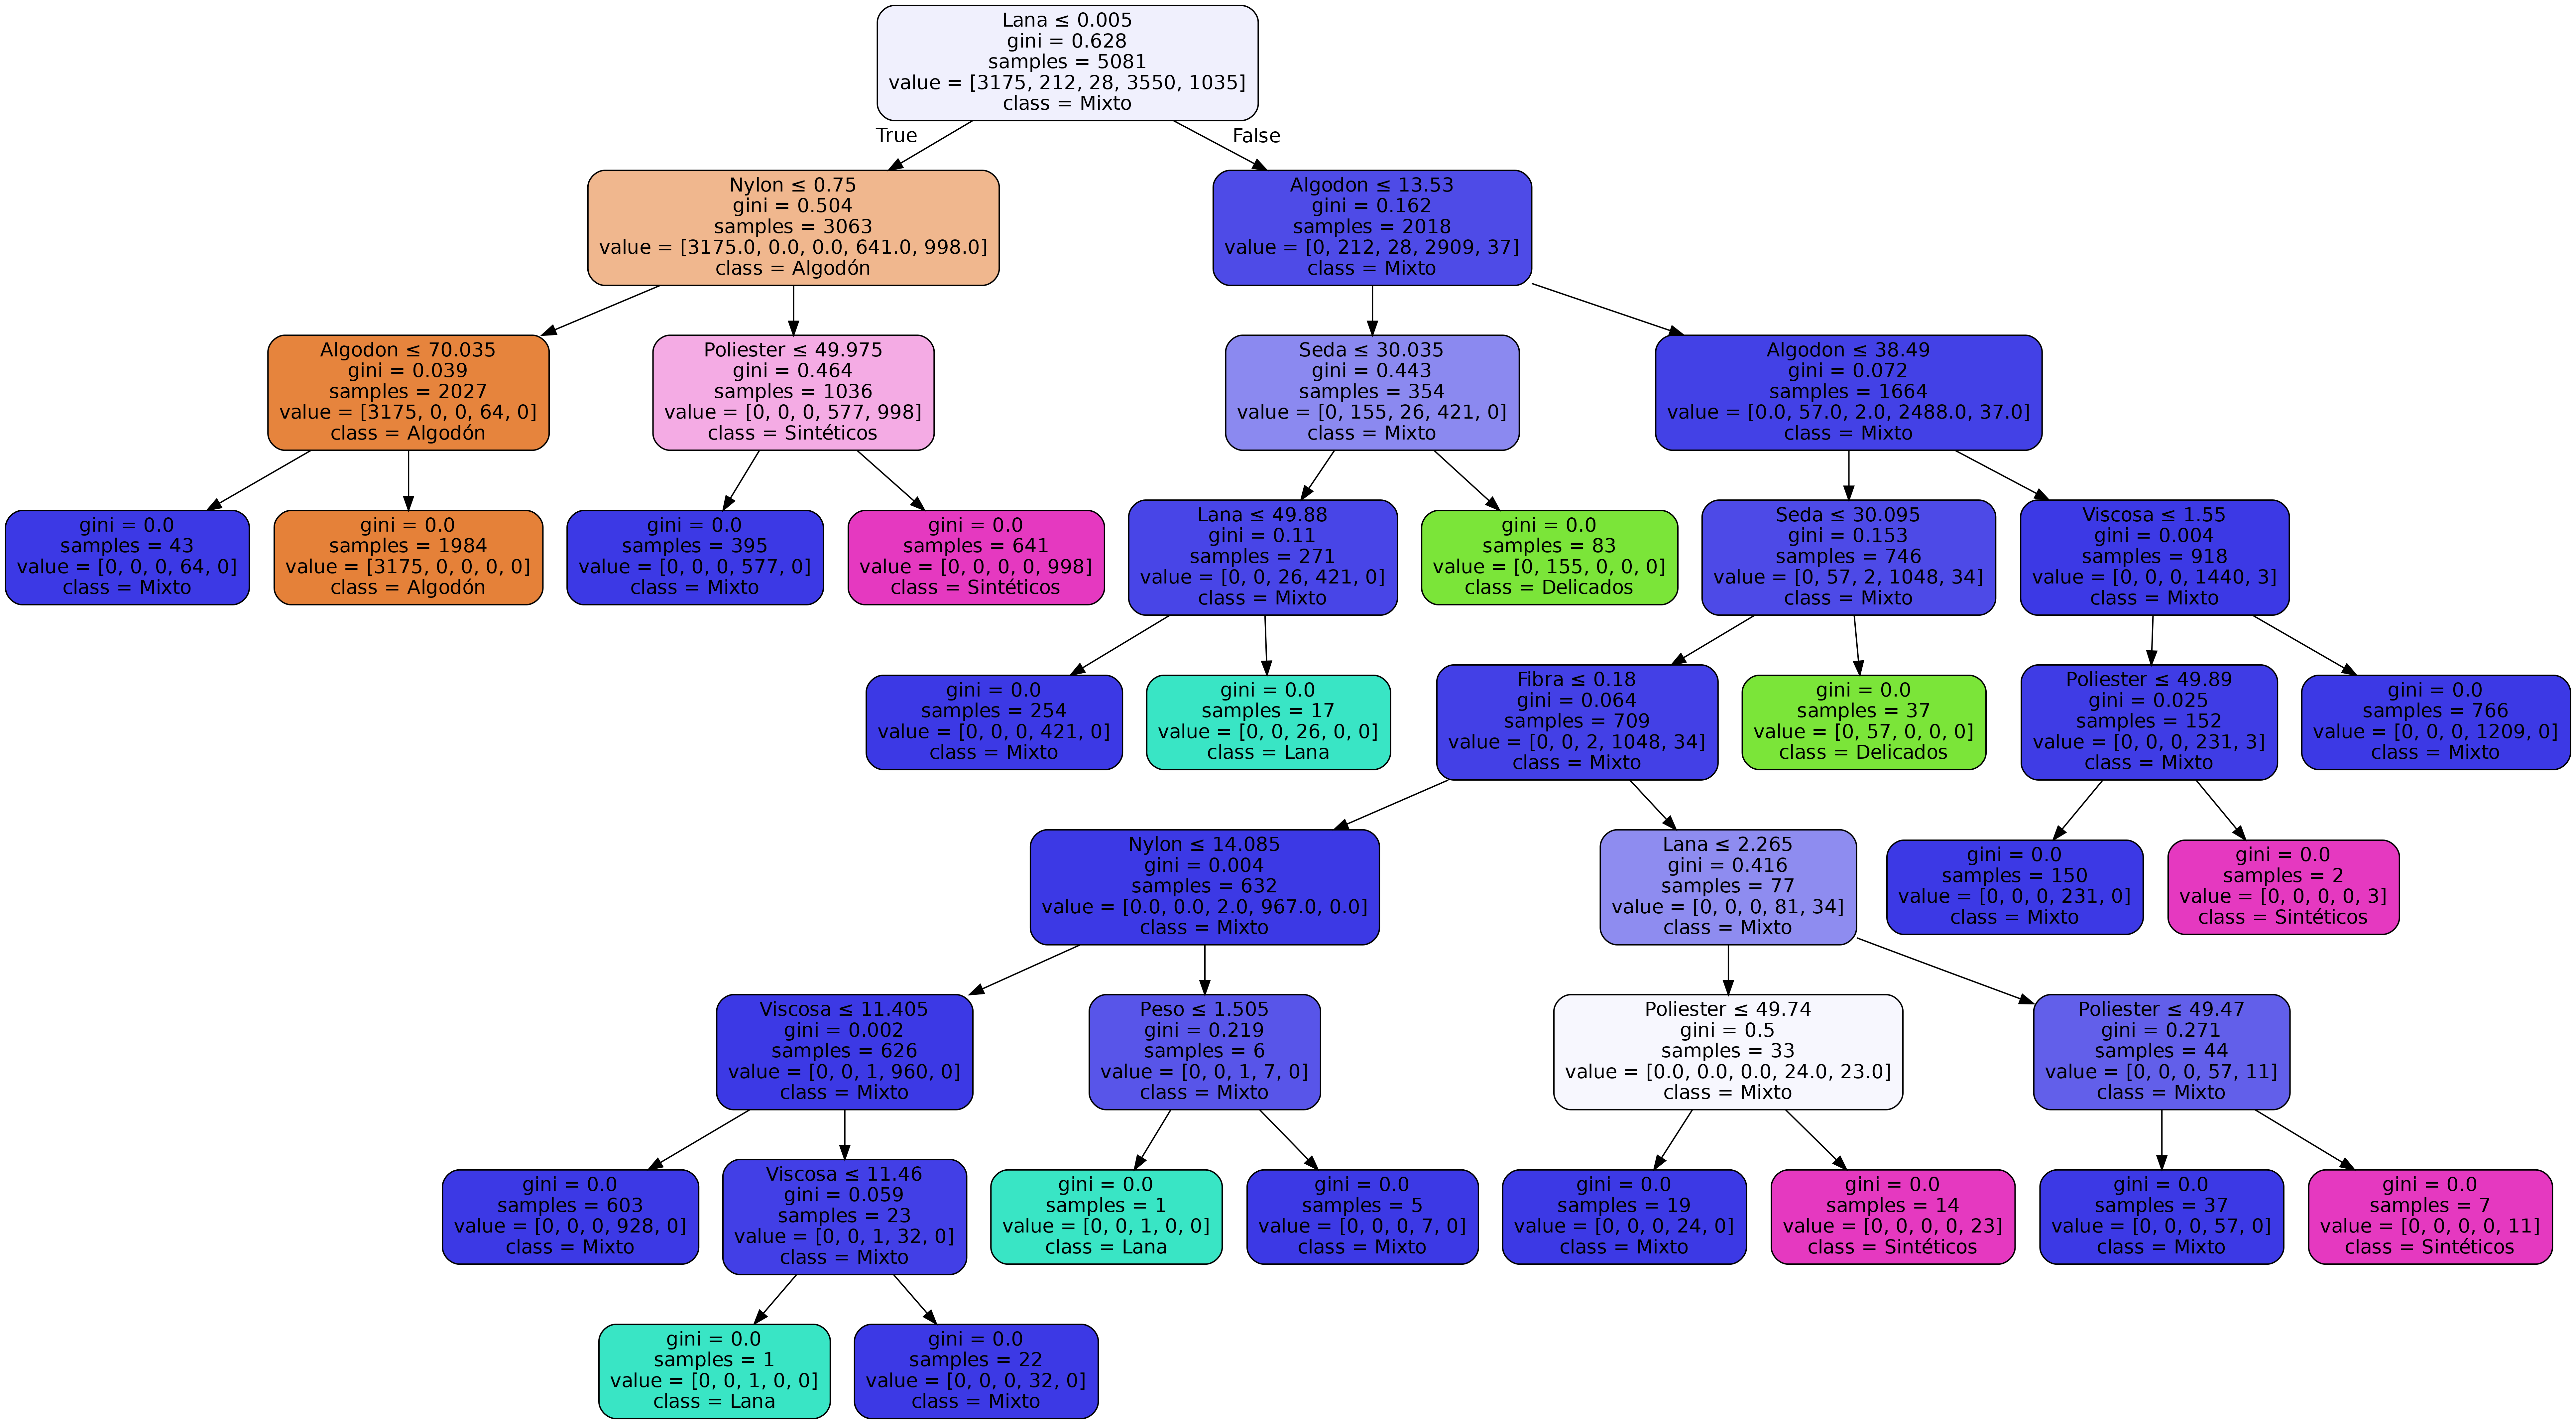 Lana ≤ 0.005
gini = 0.628
samples = 5081
value = [3175, 212, 28, 3550, 1035]
class = Mixto
True
False
Nylon ≤ 0.75
gini = 0.504
samples = 3063
value = [3175.0, 0.0, 0.0, 641.0, 998.0]
class = Algodón
Algodon ≤ 13.53
gini = 0.162
samples = 2018
value = [0, 212, 28, 2909, 37]
class = Mixto
Algodon ≤ 70.035
gini = 0.039
samples = 2027
value = [3175, 0, 0, 64, 0]
class = Algodón
Poliester ≤ 49.975
gini = 0.464
samples = 1036
value = [0, 0, 0, 577, 998]
class = Sintéticos
Seda ≤ 30.035
gini = 0.443
samples = 354
value = [0, 155, 26, 421, 0]
class = Mixto
Algodon ≤ 38.49
gini = 0.072
samples = 1664
value = [0.0, 57.0, 2.0, 2488.0, 37.0]
class = Mixto
gini = 0.0
samples = 43
value = [0, 0, 0, 64, 0]
class = Mixto
gini = 0.0
samples = 1984
value = [3175, 0, 0, 0, 0]
class = Algodón
gini = 0.0
samples = 395
value = [0, 0, 0, 577, 0]
class = Mixto
gini = 0.0
samples = 641
value = [0, 0, 0, 0, 998]
class = Sintéticos
Lana ≤ 49.88
gini = 0.11
samples = 271
value = [0, 0, 26, 421, 0]
class = Mixto
gini = 0.0
samples = 83
value = [0, 155, 0, 0, 0]
class = Delicados
Seda ≤ 30.095
gini = 0.153
samples = 746
value = [0, 57, 2, 1048, 34]
class = Mixto
Viscosa ≤ 1.55
gini = 0.004
samples = 918
value = [0, 0, 0, 1440, 3]
class = Mixto
gini = 0.0
samples = 254
value = [0, 0, 0, 421, 0]
class = Mixto
gini = 0.0
samples = 17
value = [0, 0, 26, 0, 0]
class = Lana
Fibra ≤ 0.18
gini = 0.064
samples = 709
value = [0, 0, 2, 1048, 34]
class = Mixto
gini = 0.0
samples = 37
value = [0, 57, 0, 0, 0]
class = Delicados
Poliester ≤ 49.89
gini = 0.025
samples = 152
value = [0, 0, 0, 231, 3]
class = Mixto
gini = 0.0
samples = 766
value = [0, 0, 0, 1209, 0]
class = Mixto
Nylon ≤ 14.085
gini = 0.004
samples = 632
value = [0.0, 0.0, 2.0, 967.0, 0.0]
class = Mixto
Lana ≤ 2.265
gini = 0.416
samples = 77
value = [0, 0, 0, 81, 34]
class = Mixto
gini = 0.0
samples = 150
value = [0, 0, 0, 231, 0]
class = Mixto
gini = 0.0
samples = 2
value = [0, 0, 0, 0, 3]
class = Sintéticos
Viscosa ≤ 11.405
gini = 0.002
samples = 626
value = [0, 0, 1, 960, 0]
class = Mixto
Peso ≤ 1.505
gini = 0.219
samples = 6
value = [0, 0, 1, 7, 0]
class = Mixto
Poliester ≤ 49.74
gini = 0.5
samples = 33
value = [0.0, 0.0, 0.0, 24.0, 23.0]
class = Mixto
Poliester ≤ 49.47
gini = 0.271
samples = 44
value = [0, 0, 0, 57, 11]
class = Mixto
gini = 0.0
samples = 603
value = [0, 0, 0, 928, 0]
class = Mixto
Viscosa ≤ 11.46
gini = 0.059
samples = 23
value = [0, 0, 1, 32, 0]
class = Mixto
gini = 0.0
samples = 1
value = [0, 0, 1, 0, 0]
class = Lana
gini = 0.0
samples = 5
value = [0, 0, 0, 7, 0]
class = Mixto
gini = 0.0
samples = 19
value = [0, 0, 0, 24, 0]
class = Mixto
gini = 0.0
samples = 14
value = [0, 0, 0, 0, 23]
class = Sintéticos
gini = 0.0
samples = 37
value = [0, 0, 0, 57, 0]
class = Mixto
gini = 0.0
samples = 7
value = [0, 0, 0, 0, 11]
class = Sintéticos
gini = 0.0
samples = 1
value = [0, 0, 1, 0, 0]
class = Lana
gini = 0.0
samples = 22
value = [0, 0, 0, 32, 0]
class = Mixto